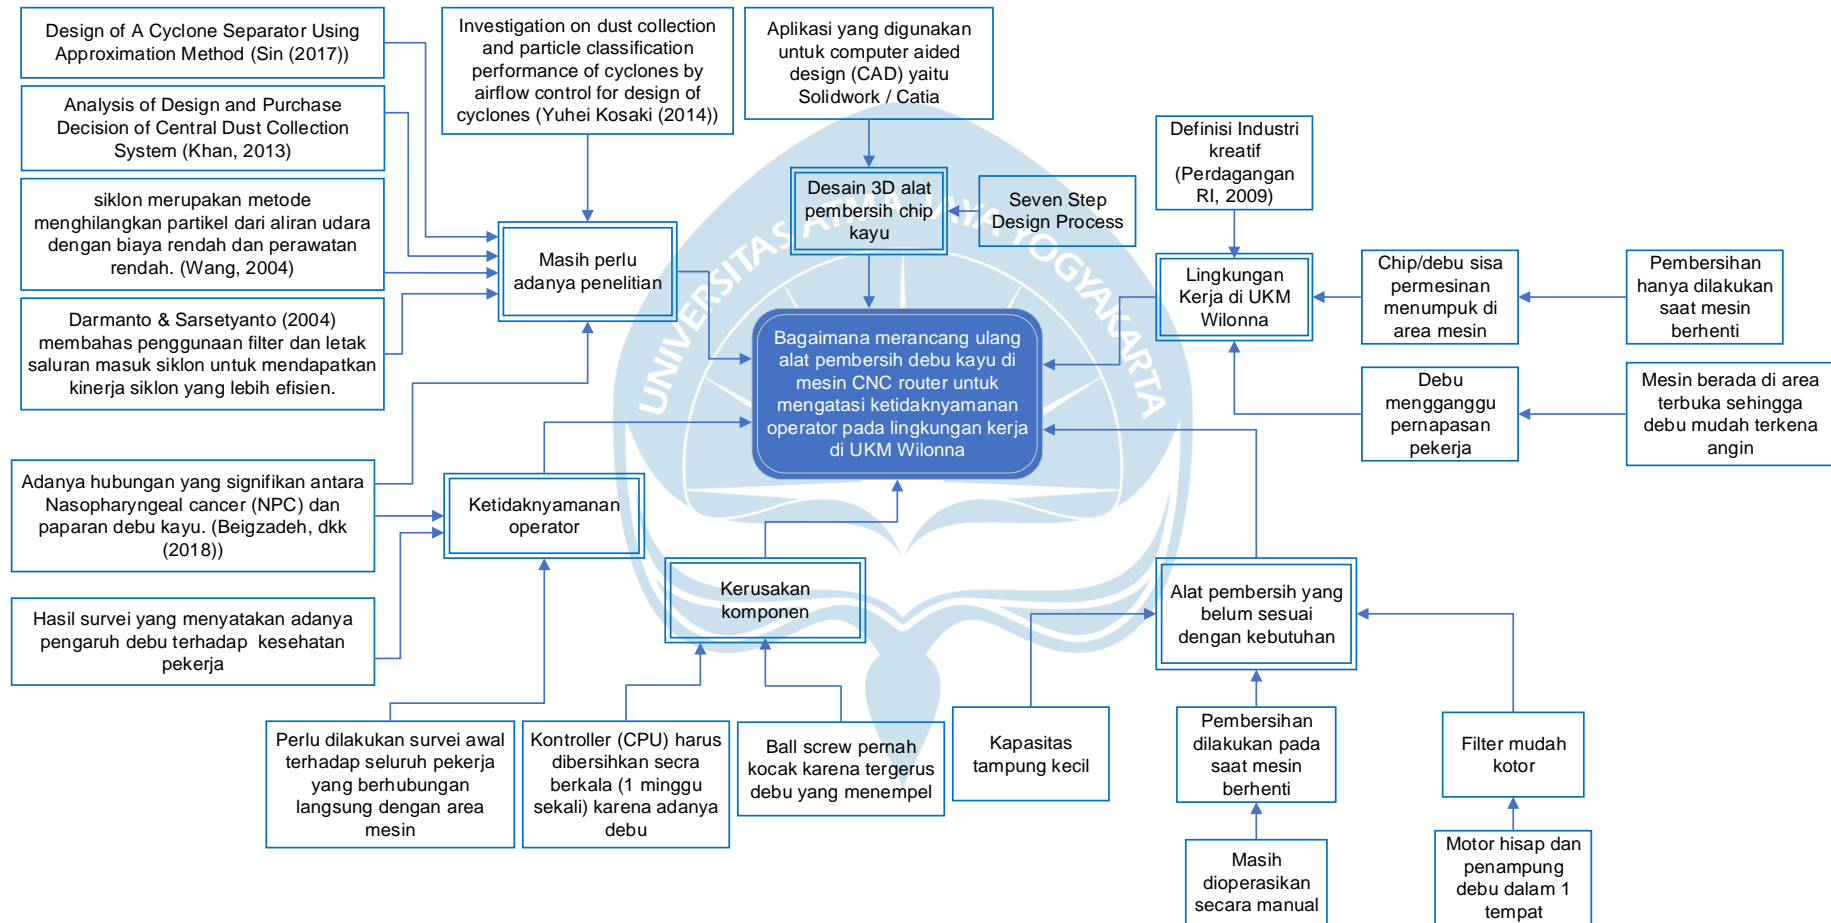 Design of A Cyclone Separator Using
Approximation Method (Sin (2017))
Analysis of Design and Purchase
Decision of Central Dust Collection
System (Khan, 2013)
siklon merupakan metode
menghilangkan partikel dari aliran udara
dengan biaya rendah dan perawatan
rendah. (Wang, 2004)
Darmanto & Sarsetyanto (2004)
membahas penggunaan filter dan letak
saluran masuk siklon untuk mendapatkan
kinerja siklon yang lebih efisien.
Investigation on dust collection
and particle classification
performance of cyclones by
airflow control for design of
cyclones (Yuhei Kosaki (2014))
Aplikasi yang digunakan
untuk computer aided
design (CAD) yaitu
Solidwork / Catia
Masih perlu
adanya penelitian
Desain 3D alat
pembersih chip
kayu
Seven Step
Design Process
Definisi Industri
kreatif
(Perdagangan
RI, 2009)
Lingkungan
Kerja di UKM
Wilonna
Chip/debu sisa
permesinan
menumpuk di
area mesin
Pembersihan
hanya dilakukan
saat mesin
berhenti
Debu
mengganggu
pernapasan
pekerja
Mesin berada di area
terbuka sehingga
debu mudah terkena
angin
UNIVERSITAS ATMA JAYA YOGYAKARTA
Bagaimana merancang ulang
alat pembersih debu kayu di
mesin CNC router untuk
mengatasi ketidaknyamanan
operator pada lingkungan kerja
di UKM Wilonna
Adanya hubungan yang signifikan antara
Nasopharyngeal cancer (NPC) dan
paparan debu kayu. (Beigzadeh, dkk
(2018))
Ketidaknyamanan
operator
Hasil survei yang menyatakan adanya
pengaruh debu terhadap kesehatan
pekerja
Kerusakan
komponen
Alat pembersih yang
belum sesuai
dengan kebutuhan
Perlu dilakukan survei awal
terhadap seluruh pekerja
yang berhubungan
langsung dengan area
mesin
Kontroller (CPU) harus
dibersihkan secra
berkala (1 minggu
sekali) karena adanya
debu
Ball screw pernah
kocak karena tergerus
debu yang menempel
Kapasitas
tampung kecil
Pembersihan
dilakukan pada
saat mesin
berhenti
Filter mudah
kotor
Masih
dioperasikan
secara manual
Motor hisap dan
penampung
debu dalam 1
tempat